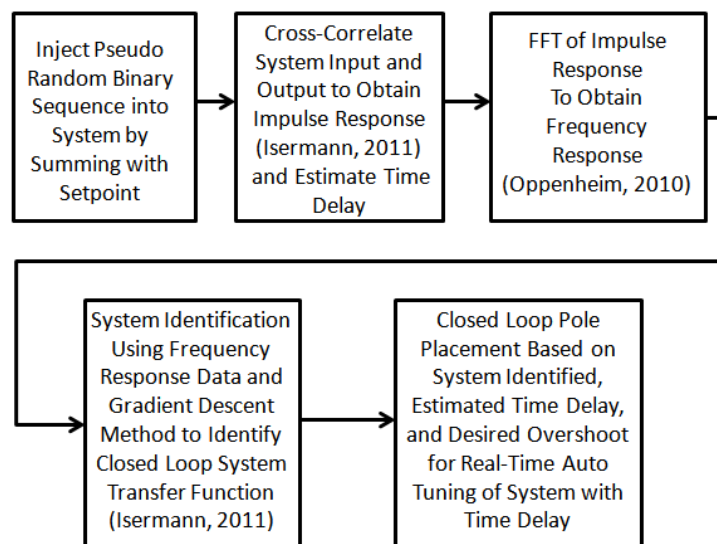 Inject Pseudo
Random Binary
Sequence into
System by
Summing with
Setpoint
Cross-Correlate
System Input and
Output to Obtain
Impulse Response
(Isermann, 2011)
and Estimate Time
Delay
FFT of Impulse
Response
To Obtain
Frequency
Response
(Oppenheim, 2010)
System Identification
Using Frequency
Response Data and
Gradient Descent
Method to Identify
Closed Loop System
Transfer Function
(Isermann, 2011)
Closed Loop Pole
Placement Based on
System Identified,
Estimated Time Delay,
and Desired Overshoot
for Real-Time Auto
Tuning of System with
Time Delay